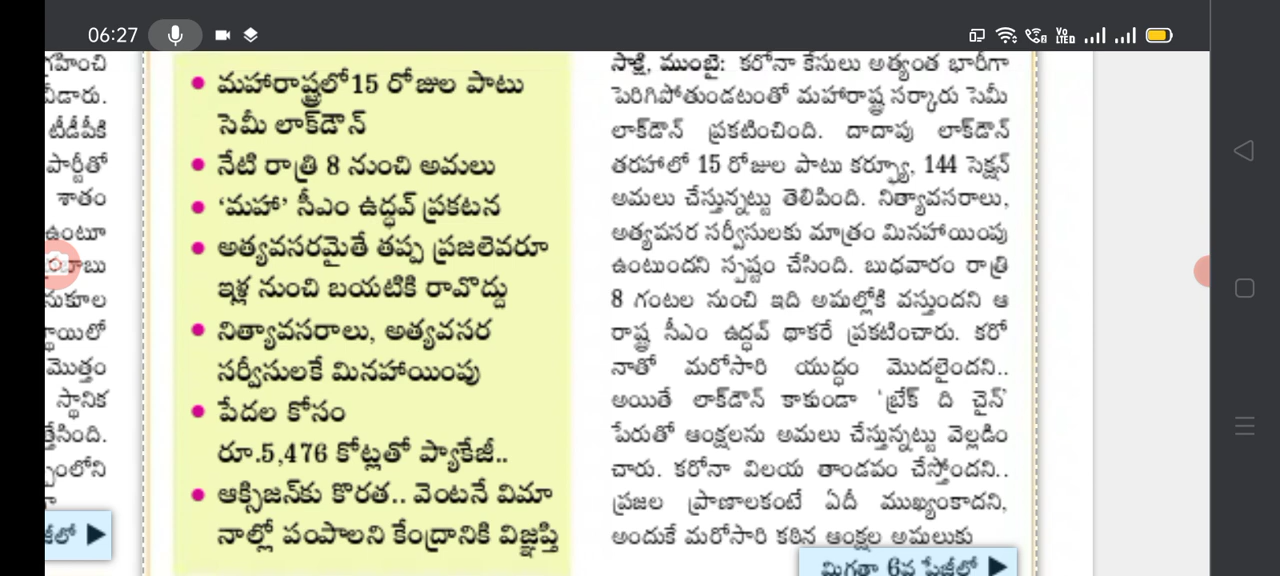 06:27
Vo
LTED
గహించి
వీడారు.
టీడీపీకి
పార్టీతో
శాతం
ఉంటూ
బాబు
నుకూల
్థాయిలో
మొత్తం
స్థానిక
త్తేసింది.
ంలోని
జీలో ▶
• మహారాష్ట్రలో 15 రోజుల పాటు
సెమీ లాక్‌డౌన్
• నేటి రాత్రి 8 నుంచి అమలు
• ‘మహా’ సీఎం ఉద్ధవ్ ప్రకటన
• అత్యవసరమైతే తప్ప ప్రజలెవరూ
ఇళ్ల నుంచి బయటికి రావొద్దు
• నిత్యావసరాలు, అత్యవసర
సర్వీసులకే మినహాయింపు
• పేదల కోసం
రూ.5,476 కోట్లతో ప్యాకేజీ..
• ఆక్సిజన్‌కు కొరత.. వెంటనే విమా
నాల్లో పంపాలని కేంద్రానికి విజ్ఞప్తి
సాక్షి, ముంబై: కరోనా కేసులు అత్యంత భారీగా
పెరిగిపోతుండటంతో మహారాష్ట్ర సర్కారు సెమీ
లాక్‌డౌన్ ప్రకటించింది. దాదాపు లాక్‌డౌన్
తరహాలో 15 రోజుల పాటు కర్ఫ్యూ, 144 సెక్షన్
అమలు చేస్తున్నట్టు తెలిపింది. నిత్యావసరాలు,
అత్యవసర సర్వీసులకు మాత్రం మినహాయింపు
ఉంటుందని స్పష్టం చేసింది. బుధవారం రాత్రి
8 గంటల నుంచి ఇది అమల్లోకి వస్తుందని ఆ
రాష్ట్ర సీఎం ఉద్ధవ్ థాకరే ప్రకటించారు. కరో
నాతో మరోసారి యుద్ధం మొదలైందని..
అయితే లాక్‌డౌన్ కాకుండా ‘బ్రేక్ ది చైన్’
పేరుతో ఆంక్షలను అమలు చేస్తున్నట్టు వెల్లడిం
చారు. కరోనా విలయ తాండవం చేస్తోందని..
ప్రజల ప్రాణాలకంటే ఏదీ ముఖ్యంకాదని,
అందుకే మరోసారి కఠిన ఆంక్షల అమలుకు
మిగతా 6వ పేజీలో ▶